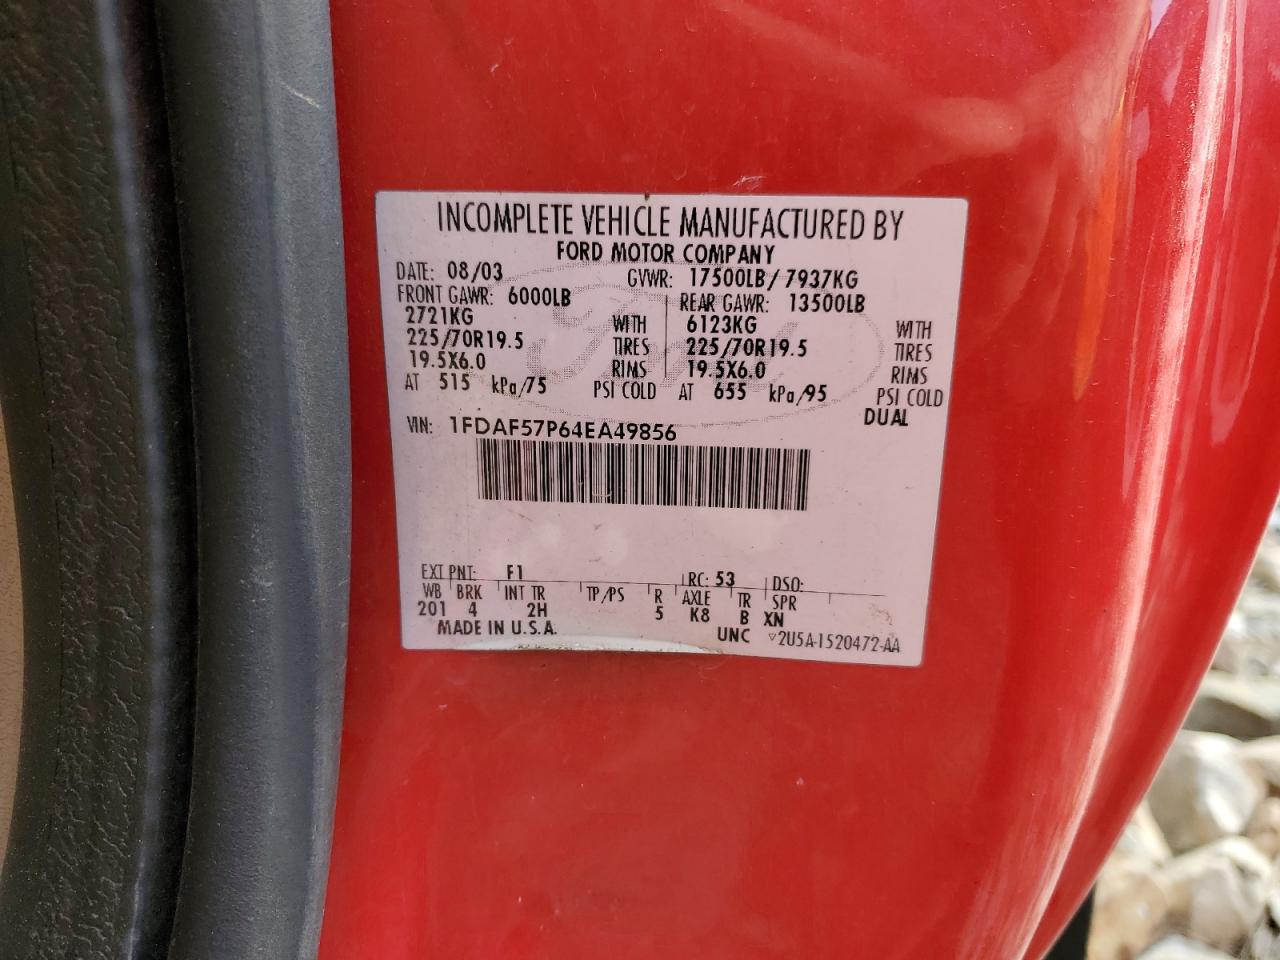 INCOMPLETE VEHICLE MANUFACTURED BY
FORD MOTOR COMPANY
DATE: 08/03 GVWR: 17500LB/7937KG
FRONT GAWR: 6000LB REAR GAWR: 13500LB
2721KG WITH 6123KG WITH
225/70R19.5 TIRES 225/70R19.5 TIRES
19.5X6.0 RIMS 19.5X6.0 RIMS
AT 515 kPa/75 PSI COLD AT 655 kPa/95 PSI COLD
DUAL
VIN: 1FDAF57P64EA49856
EXT PNT: F1 RC: 53 DSO:
WB BRK INT TR TP/PS R AXLE TR SPR
201 4 2H 5 K8 B XN
MADE IN U.S.A. UNC ▽2U5A-1520472-AA
Ford